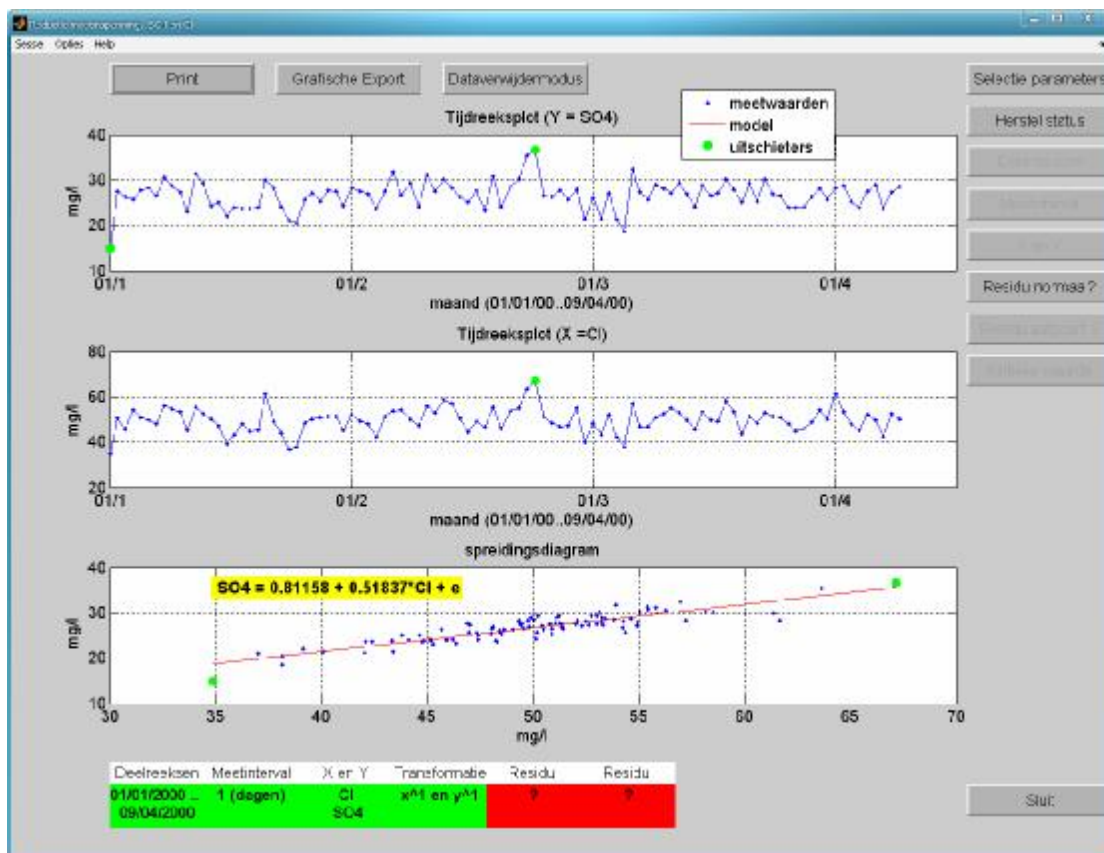 Sessie Opties Help
Print Grafische Export Dataverwijdermodus
Selectie parameters
Herstel status
Residu normaal ?
Sluit
meetwaarden
model
uitschieters
Tijdreeksplot (Y = SO4)
40
30
20
10
mg/l
01/1 01/2 01/3 01/4
maand (01/01/00..09/04/00)
Tijdreeksplot (X =Cl)
80
60
40
20
mg/l
01/1 01/2 01/3 01/4
maand (01/01/00..09/04/00)
spreidingsdiagram
SO4 = 0.81158 + 0.51837*Cl + e
40
30
20
10
mg/l
30 35 40 45 50 55 60 65 70
mg/l
Deelreeksen Meetinterval X en Y Transformatie Residu Residu
01/01/2000 .. 1 (dagen) Cl x^1 en y^1 ? ?
09/04/2000 SO4